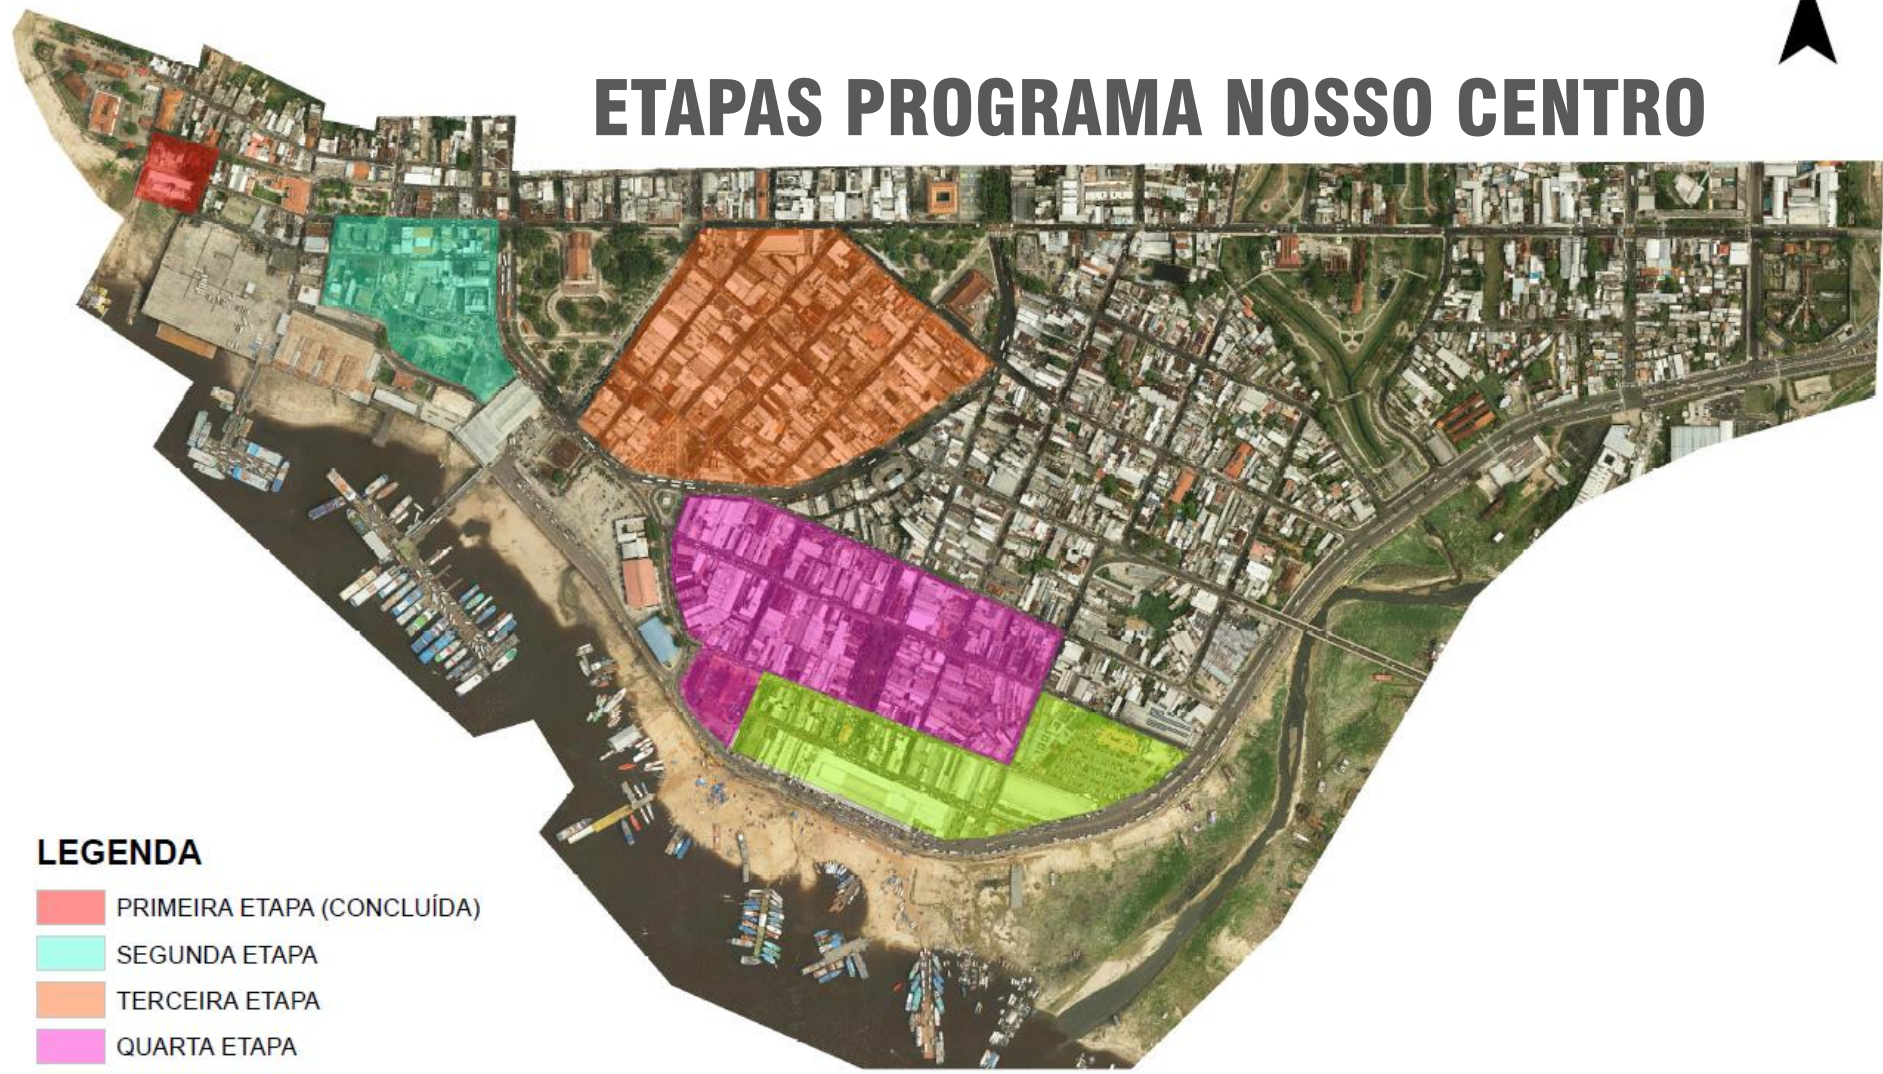 ETAPAS PROGRAMA NOSSO CENTRO
LEGENDA
PRIMEIRA ETAPA (CONCLUÍDA)
SEGUNDA ETAPA
TERCEIRA ETAPA
QUARTA ETAPA